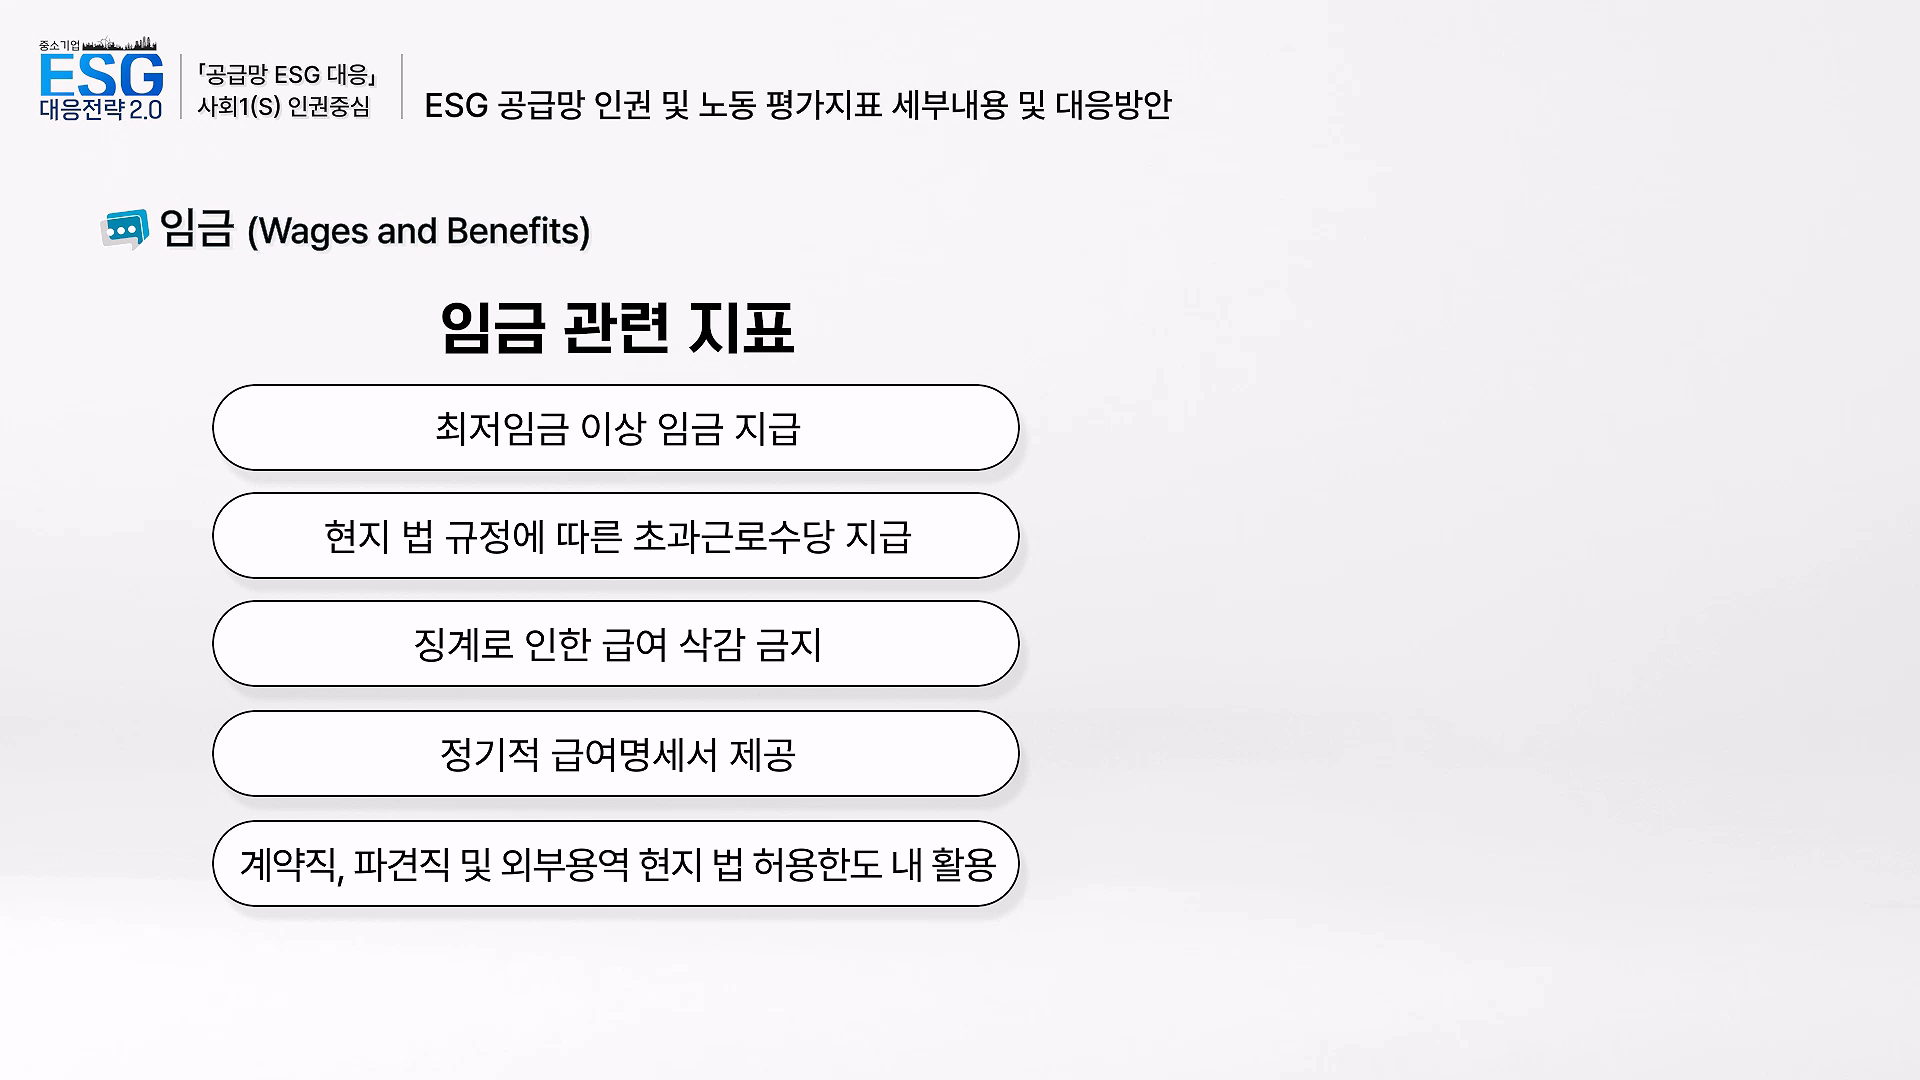 중소기업
ESG
대응전략 2.0
「공급망 ESG 대응」
사회1(S) 인권중심
ESG 공급망 인권 및 노동 평가지표 세부내용 및 대응방안
임금 (Wages and Benefits)
임금 관련 지표
최저임금 이상 임금 지급
현지 법 규정에 따른 초과근로수당 지급
징계로 인한 급여 삭감 금지
정기적 급여명세서 제공
계약직, 파견직 및 외부용역 현지 법 허용한도 내 활용